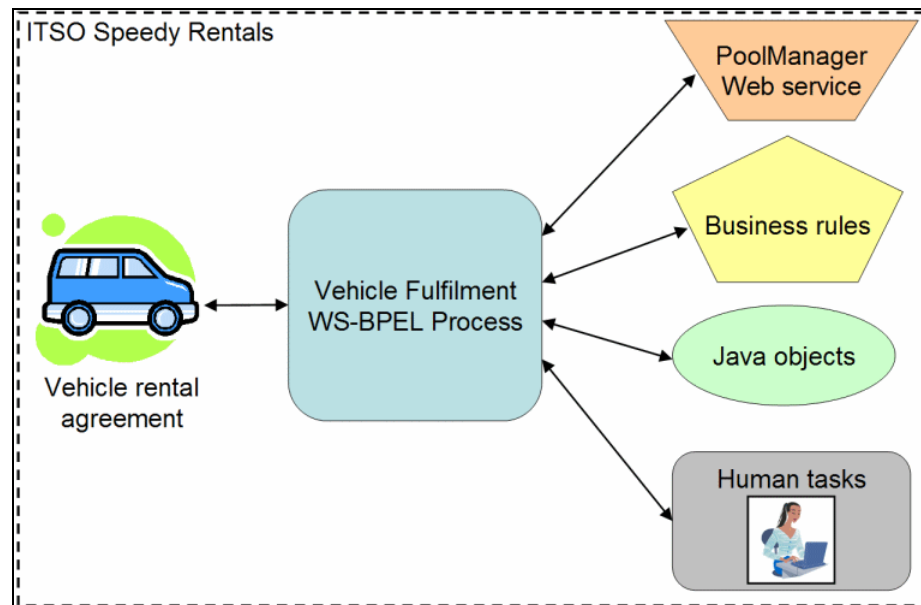 ITSO Speedy Rentals
PoolManager
Web service
Business rules
Vehicle Fulfilment
WS-BPEL Process
Java objects
Vehicle rental
agreement
Human tasks